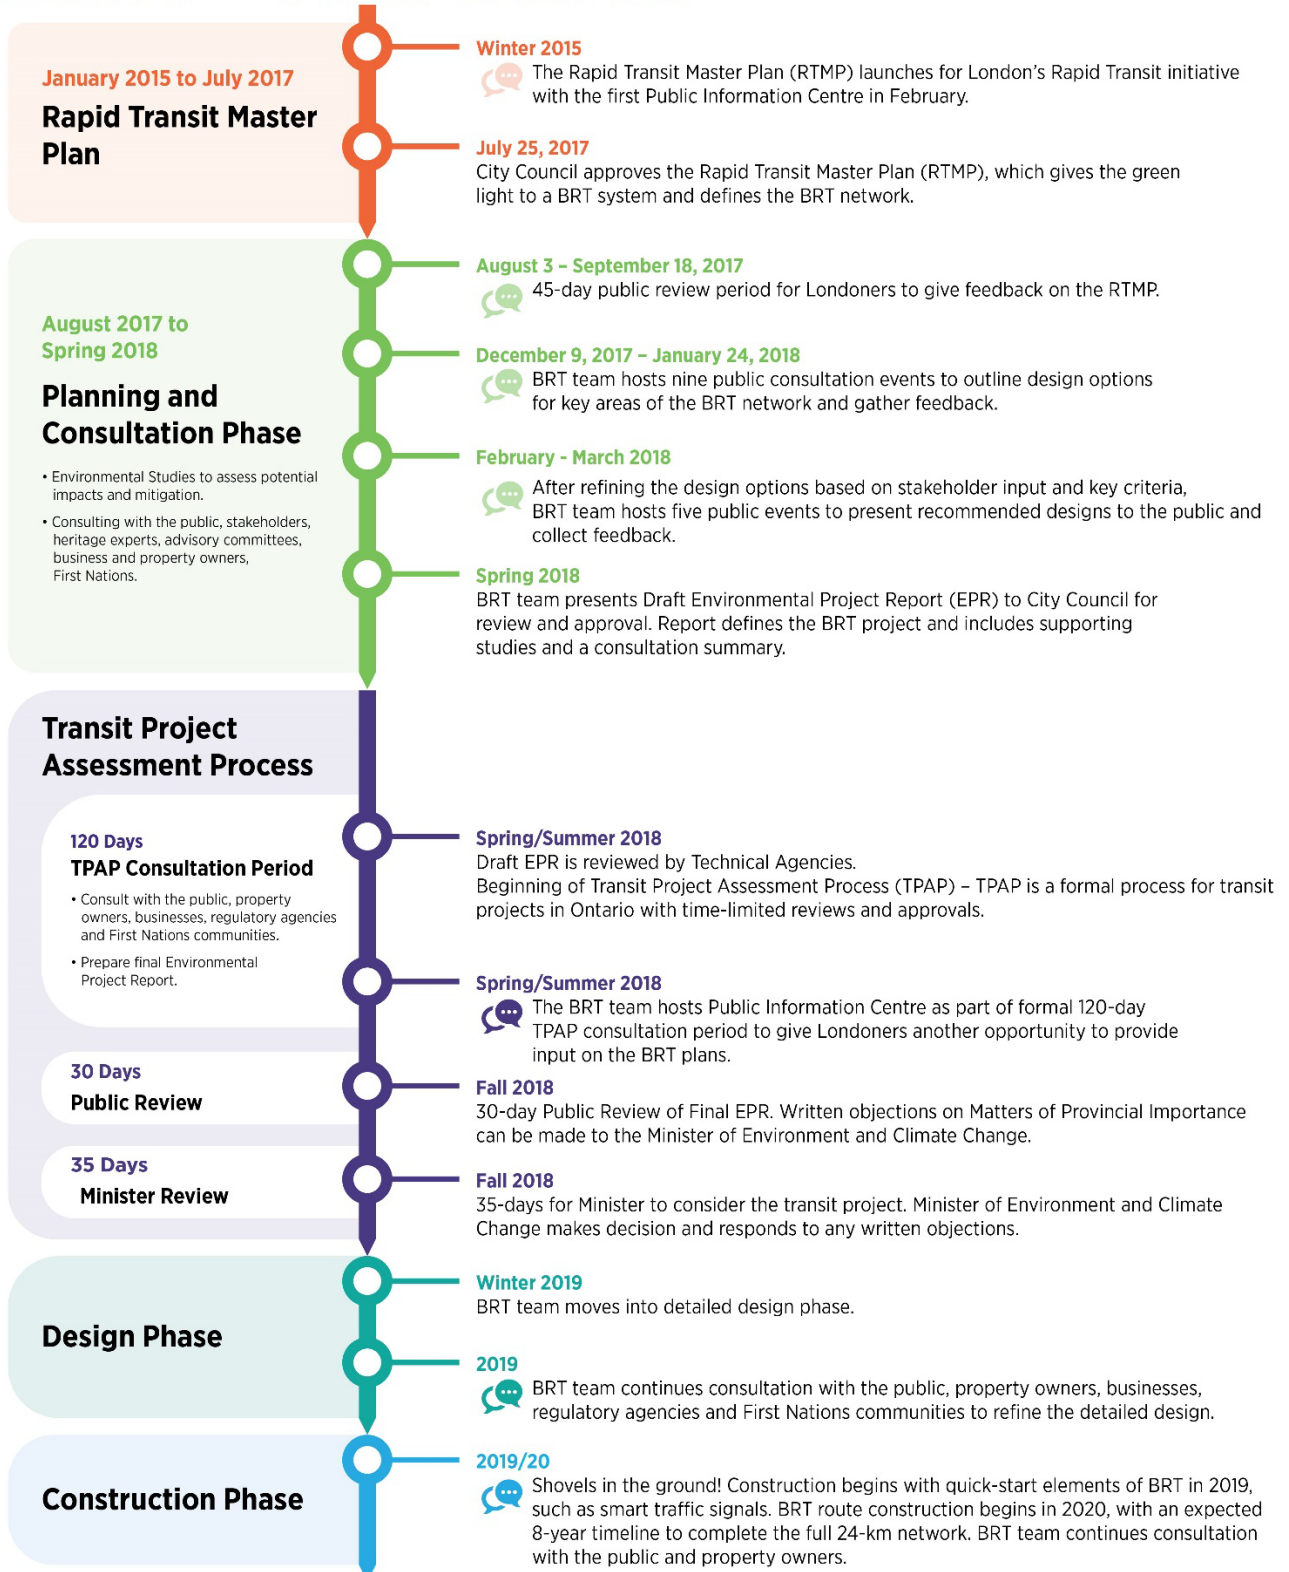 January 2015 to July 2017
Rapid Transit Master
Plan
Winter 2015
The Rapid Transit Master Plan (RTMP) launches for London's Rapid Transit initiative
with the first Public Information Centre in February.
July 25, 2017
City Council approves the Rapid Transit Master Plan (RTMP), which gives the green
light to a BRT system and defines the BRT network.
August 2017 to
Spring 2018
Planning and
Consultation Phase
• Environmental Studies to assess potential
impacts and mitigation.
• Consulting with the public, stakeholders,
heritage experts, advisory committees,
business and property owners,
First Nations.
August 3 – September 18, 2017
45-day public review period for Londoners to give feedback on the RTMP.
December 9, 2017 – January 24, 2018
BRT team hosts nine public consultation events to outline design options
for key areas of the BRT network and gather feedback.
February - March 2018
After refining the design options based on stakeholder input and key criteria,
BRT team hosts five public events to present recommended designs to the public and
collect feedback.
Spring 2018
BRT team presents Draft Environmental Project Report (EPR) to City Council for
review and approval. Report defines the BRT project and includes supporting
studies and a consultation summary.
Transit Project
Assessment Process
120 Days
TPAP Consultation Period
• Consult with the public, property
owners, businesses, regulatory agencies
and First Nations communities.
• Prepare final Environmental
Project Report.
Spring/Summer 2018
Draft EPR is reviewed by Technical Agencies.
Beginning of Transit Project Assessment Process (TPAP) – TPAP is a formal process for transit
projects in Ontario with time-limited reviews and approvals.
Spring/Summer 2018
The BRT team hosts Public Information Centre as part of formal 120-day
TPAP consultation period to give Londoners another opportunity to provide
input on the BRT plans.
30 Days
Public Review
Fall 2018
30-day Public Review of Final EPR. Written objections on Matters of Provincial Importance
can be made to the Minister of Environment and Climate Change.
35 Days
Minister Review
Fall 2018
35-days for Minister to consider the transit project. Minister of Environment and Climate
Change makes decision and responds to any written objections.
Design Phase
Winter 2019
BRT team moves into detailed design phase.
2019
BRT team continues consultation with the public, property owners, businesses,
regulatory agencies and First Nations communities to refine the detailed design.
Construction Phase
2019/20
Shovels in the ground! Construction begins with quick-start elements of BRT in 2019,
such as smart traffic signals. BRT route construction begins in 2020, with an expected
8-year timeline to complete the full 24-km network. BRT team continues consultation
with the public and property owners.